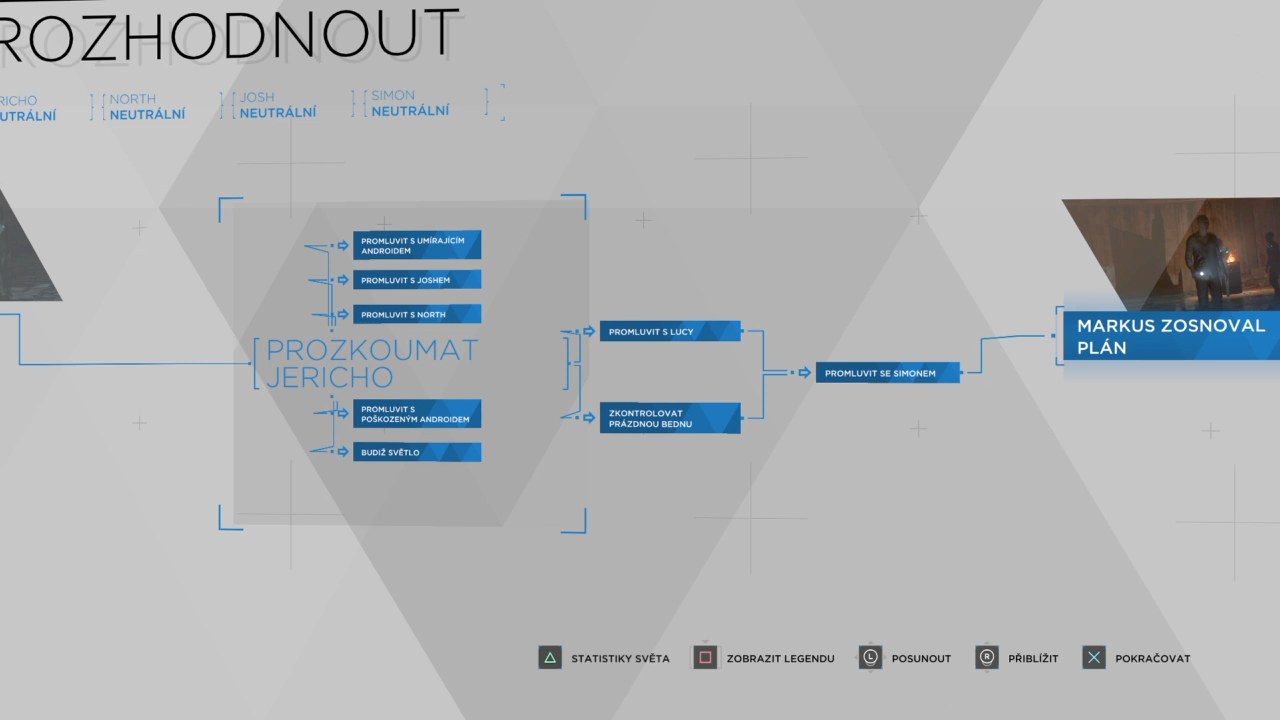 ROZHODNOUT
RICHO
NORTH
JOSH
SIMON
UTRÁLNÍ
NEUTRÁLNÍ
NEUTRÁLNÍ
NEUTRÁLNÍ
PROMLUVIT S UMÍRAJÍCÍM
ANDROIDEM
PROMLUVIT S JOSHEM
PROMLUVIT S NORTH
PROZKOUMAT
JERICHO
PROMLUVIT S
POŠKOZENÝM ANDROIDEM
BUDIŽ SVĚTLO
PROMLUVIT S LUCY
ZKONTROLOVAT
PRÁZDNOU BEDNU
PROMLUVIT SE SIMONEM
MARKUS ZOSNOVAL
PLÁN
STATISTIKY SVĚTA
ZOBRAZIT LEGENDU
L
POSUNOUT
R
PŘIBLÍŽIT
POKRAČOVAT